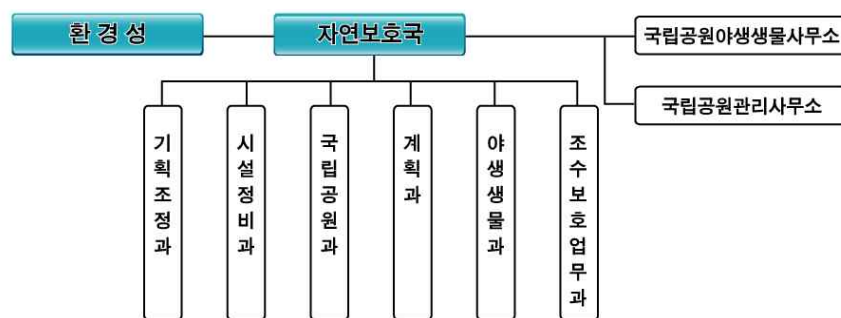 환경성
자연보호국
국립공원야생생물사무소
국립공원관리사무소
기획조정과
시설정비과
국립공원과
계획과
야생생물과
조수보호업무과